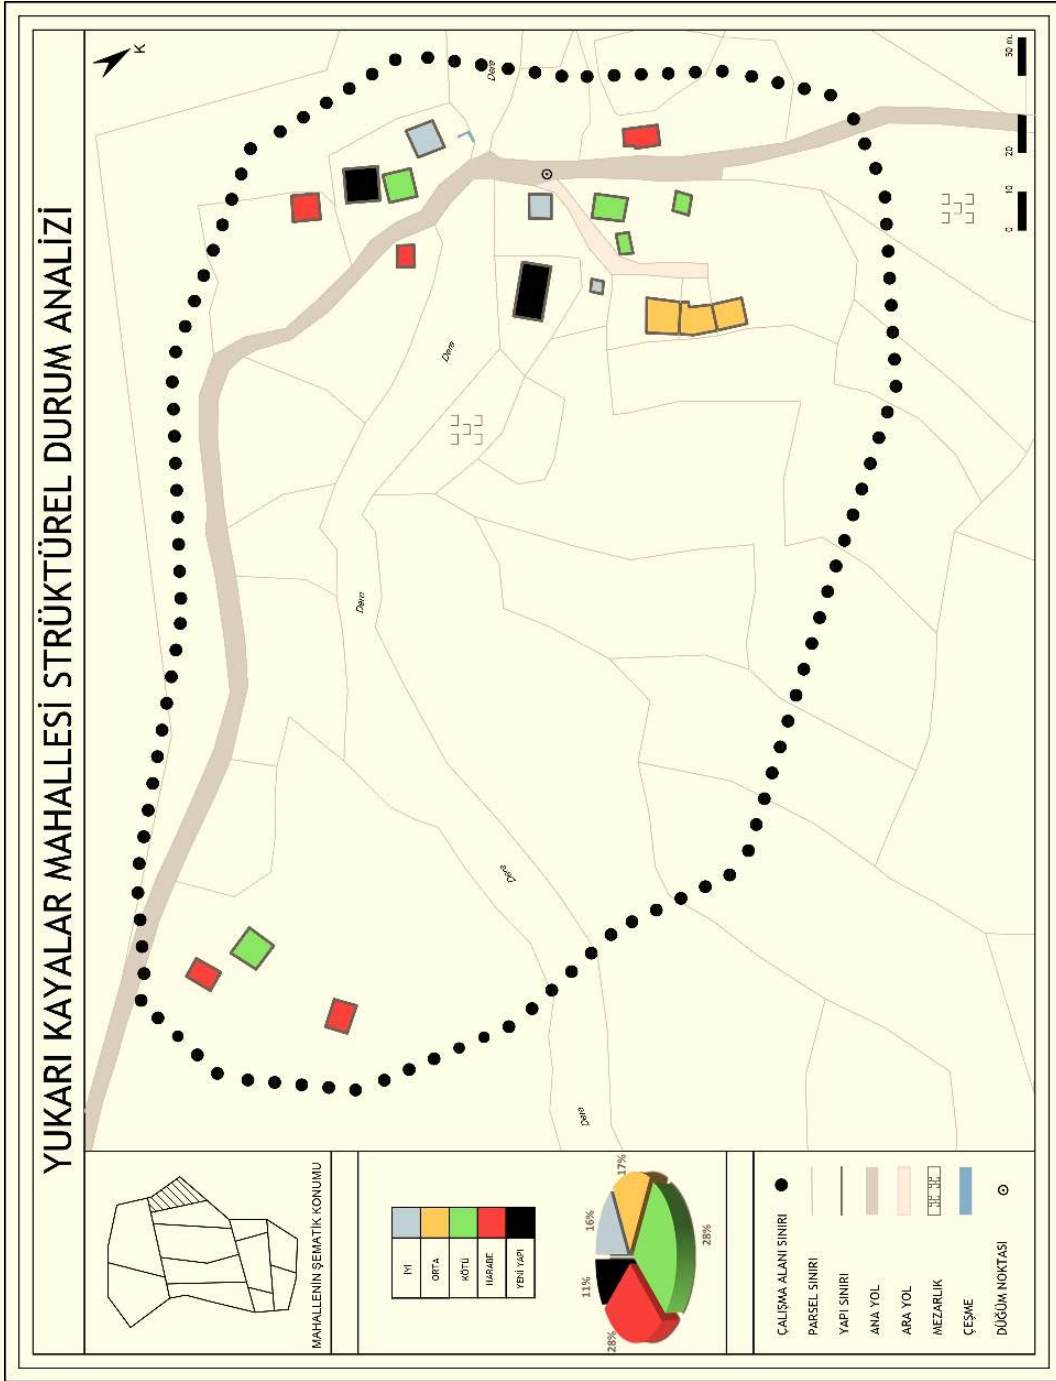 YUKARI KAYALAR MAHALLESİ STRÜKTÜREL DURUM ANALİZİ
K
Dere
Dere
Dere
Dere
Dere
0
10
20
50 m.
MAHALLENİN ŞEMATİK KONUMU
İYİ
ORTA
KÖTÜ
HARABE
YENİ YAPI
16%
17%
11%
28%
28%
ÇALIŞMA ALANI SINIRI
PARSEL SINIRI
YAPI SINIRI
ANA YOL
ARA YOL
MEZARLIK
ÇEŞME
DÜĞÜM NOKTASI